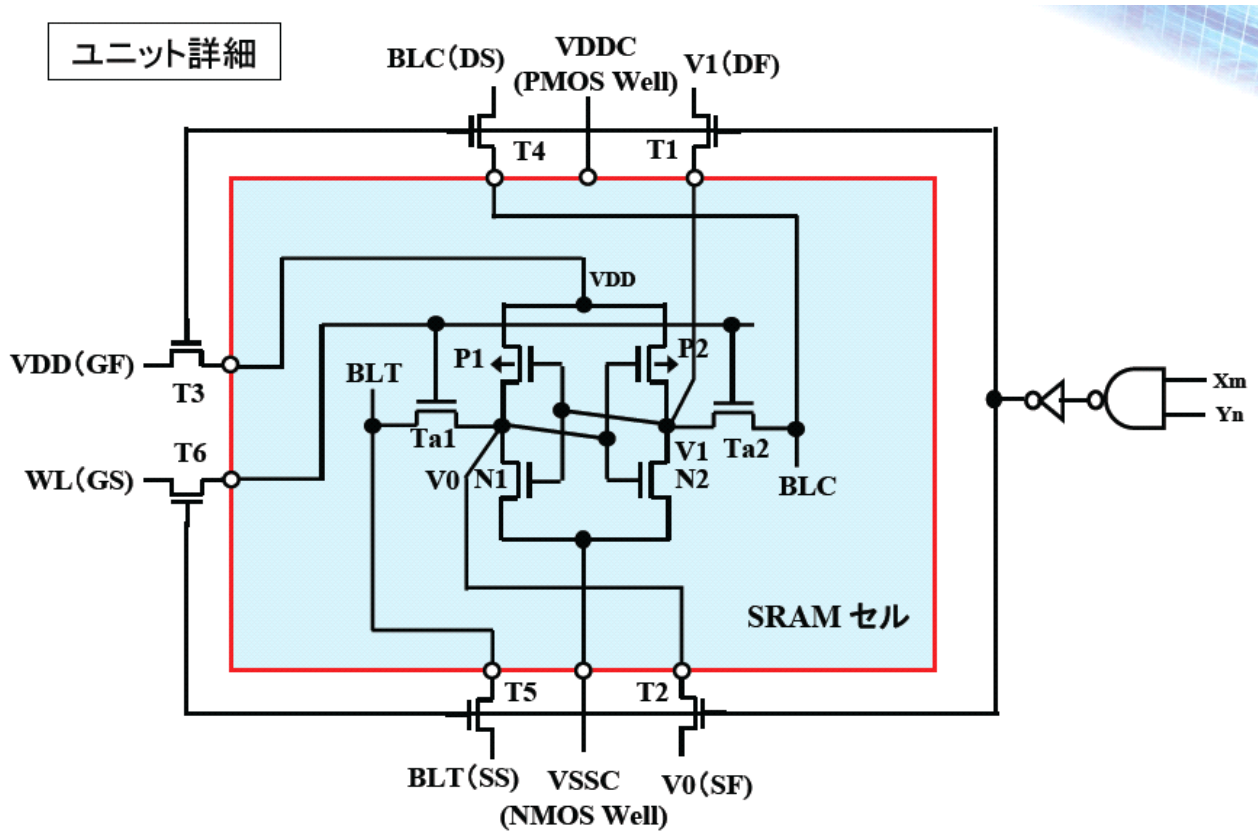 ユニット詳細
BLC(DS)
VDDC
(PMOS Well)
V1(DF)
T4
T1
VDD
VDD(GF)
T3
P1
P2
BLT
Ta1
V1
Ta2
Xm
Yn
T6
WL(GS)
V0
N1
N2
BLC
SRAM セル
T5
T2
BLT(SS)
VSSC
(NMOS Well)
V0(SF)